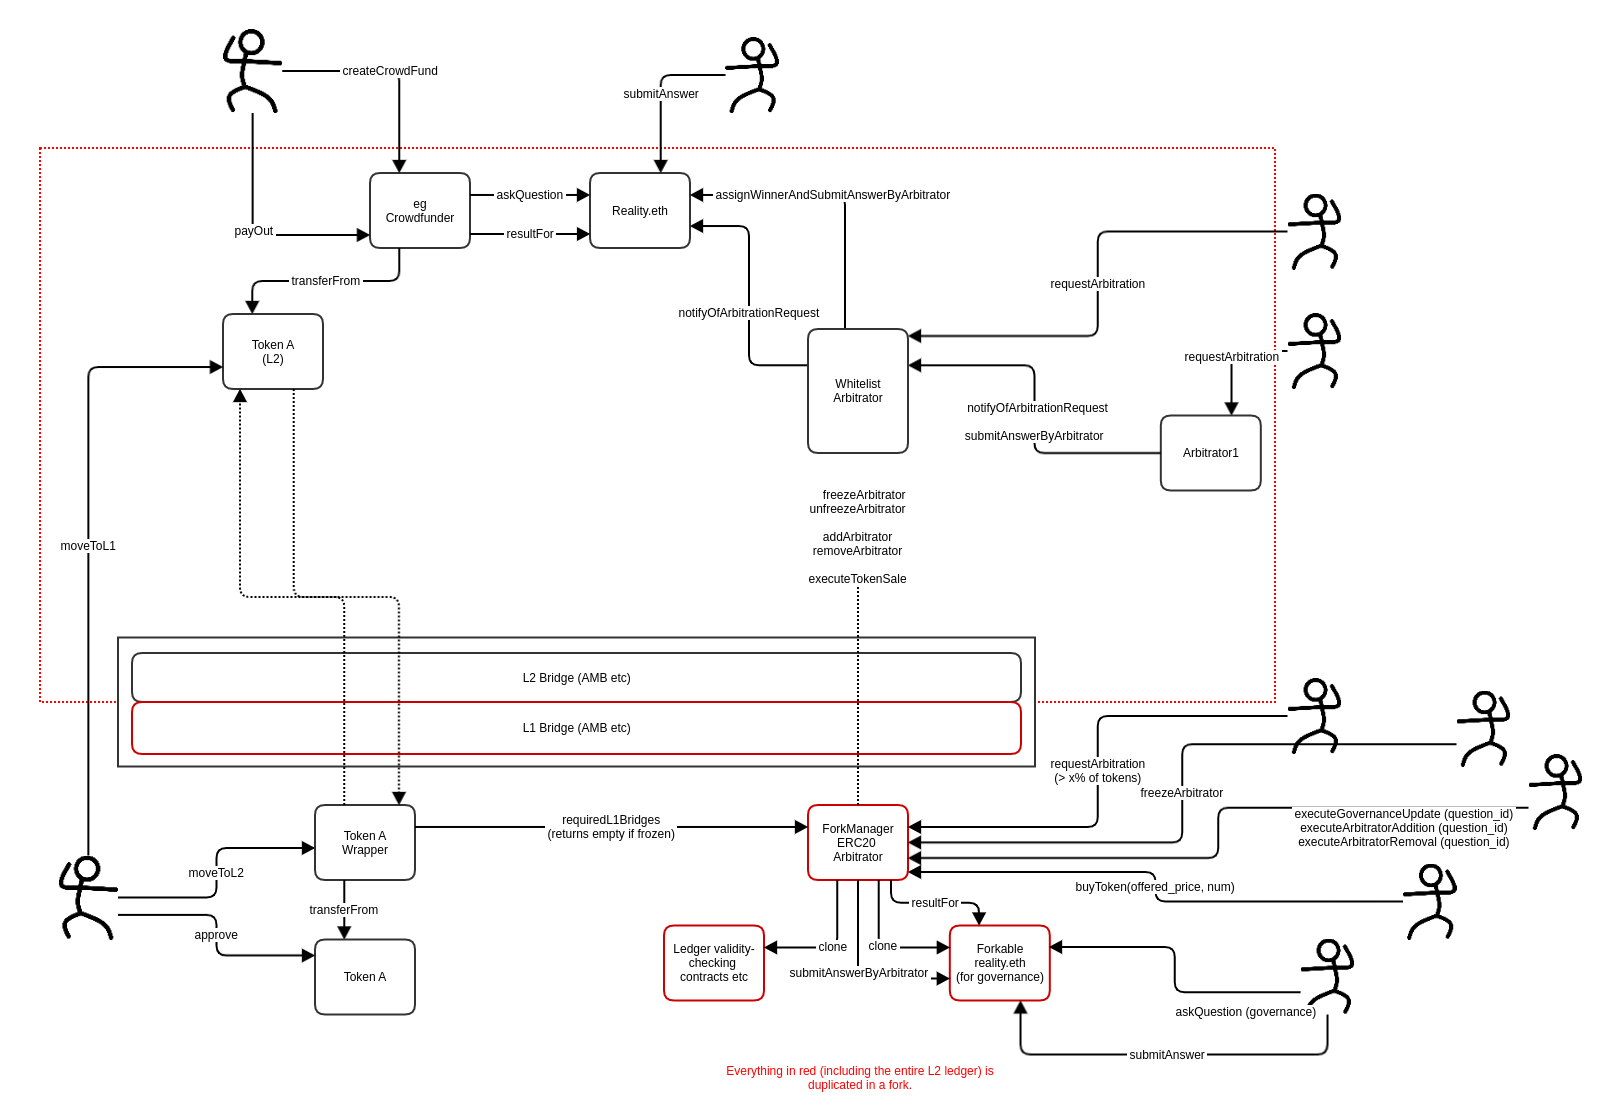 createCrowdFund
submitAnswer
eg
Crowdfunder
askQuestion
Reality.eth
assignWinnerAndSubmitAnswerByArbitrator
payOut
resultFor
transferFrom
requestArbitration
notifyOfArbitrationRequest
Token A
(L2)
requestArbitration
Whitelist
Arbitrator
notifyOfArbitrationRequest
submitAnswerByArbitrator
Arbitrator1
freezeArbitrator
unfreezeArbitrator
addArbitrator
removeArbitrator
executeTokenSale
moveToL1
L2 Bridge (AMB etc)
L1 Bridge (AMB etc)
requestArbitration
(> x% of tokens)
freezeArbitrator
executeGovernanceUpdate (question_id)
executeArbitratorAddition (question_id)
executeArbitratorRemoval (question_id)
Token A
Wrapper
requiredL1Bridges
(returns empty if frozen)
ForkManager
ERC20
Arbitrator
moveToL2
buyToken(offered_price, num)
transferFrom
resultFor
approve
Ledger validity-
checking
contracts etc
clone
clone
submitAnswerByArbitrator
Forkable
reality.eth
(for governance)
Token A
askQuestion (governance)
submitAnswer
Everything in red (including the entire L2 ledger) is
duplicated in a fork.